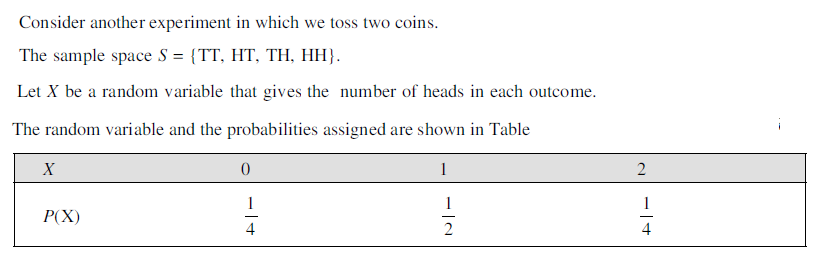 Consider another experiment in which we toss two coins.
The sample space S = {TT, HT, TH, HH}.
Let X be a random variable that gives the number of heads in each outcome.
The random variable and the probabilities assigned are shown in Table
X 0 1 2
P(X) 1/4 1/2 1/4